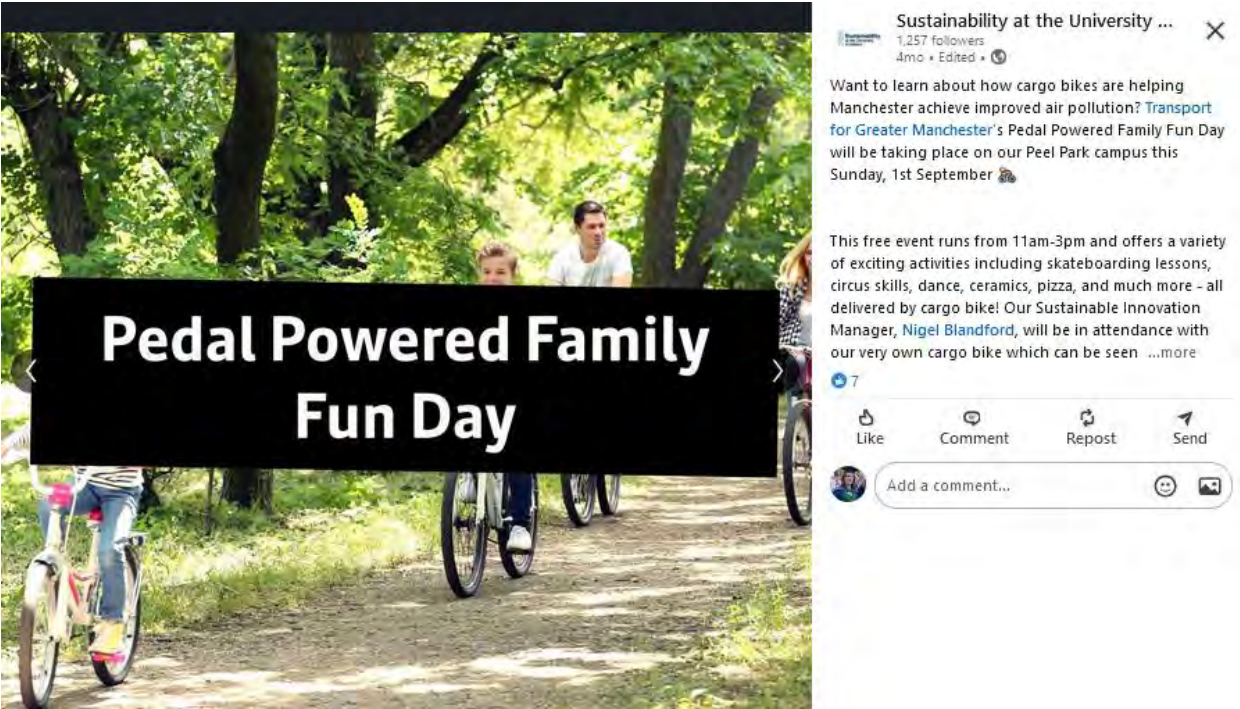 Pedal Powered Family
Fun Day
Sustainability at the University ...
1,257 followers
4mo • Edited •
Want to learn about how cargo bikes are helping
Manchester achieve improved air pollution? Transport
for Greater Manchester's Pedal Powered Family Fun Day
will be taking place on our Peel Park campus this
Sunday, 1st September
This free event runs from 11am-3pm and offers a variety
of exciting activities including skateboarding lessons,
circus skills, dance, ceramics, pizza, and much more - all
delivered by cargo bike! Our Sustainable Innovation
Manager, Nigel Blandford, will be in attendance with
our very own cargo bike which can be seen ...more
7
Like Comment Repost Send
Add a comment...